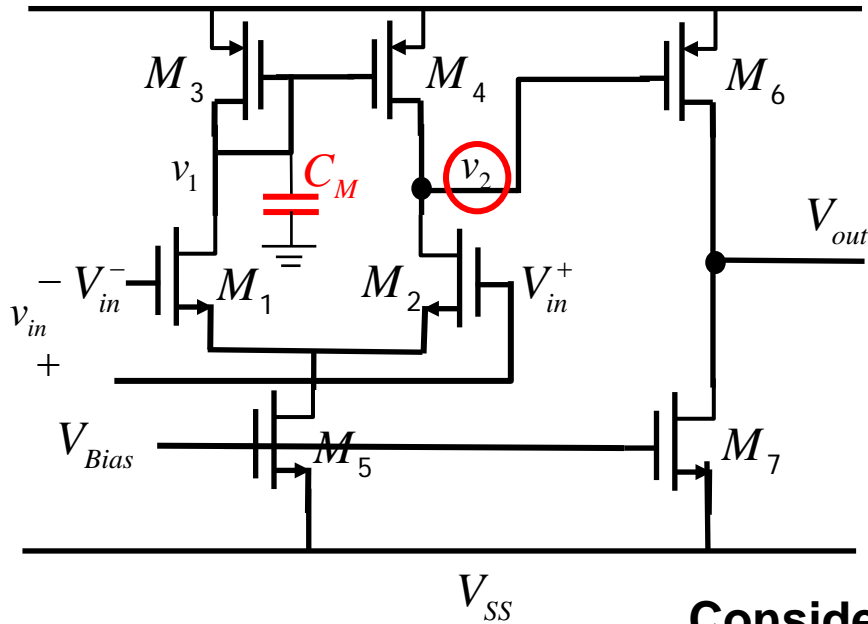 M3
M4
M6
v1
CM
v2
Vout
− Vin−
M1
M2
Vin+
vin
+
VBias
M5
M7
VSS
Conside